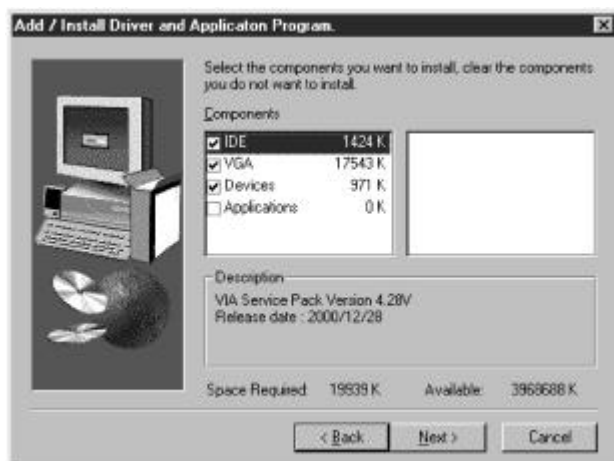 Add / Install Driver and Applicaton Program.
Select the components you want to install, clear the components
you do not want to install.
Components
IDE 1424 K
VGA 17543 K
Devices 971 K
Applications 0 K
Description
VIA Service Pack Version 4.28V
Release date : 2000/12/28
Space Required: 19939 K Available: 3968688 K
< Back Next > Cancel